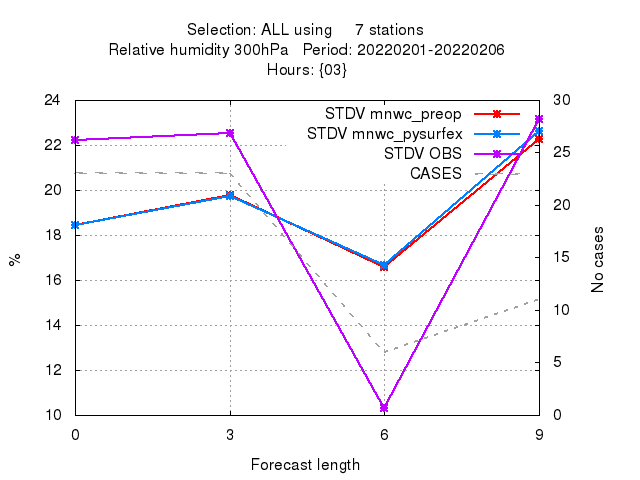 Selection: ALL using 7 stations
Relative humidity 300hPa Period: 20220201-20220206
Hours: {03}
24
22
20
18
16
14
12
10
30
25
20
15
10
5
0
STDV mnwc_preop
STDV mnwc_pysurfex
STDV OBS
CASES
%
No cases
0 3 6 9
Forecast length